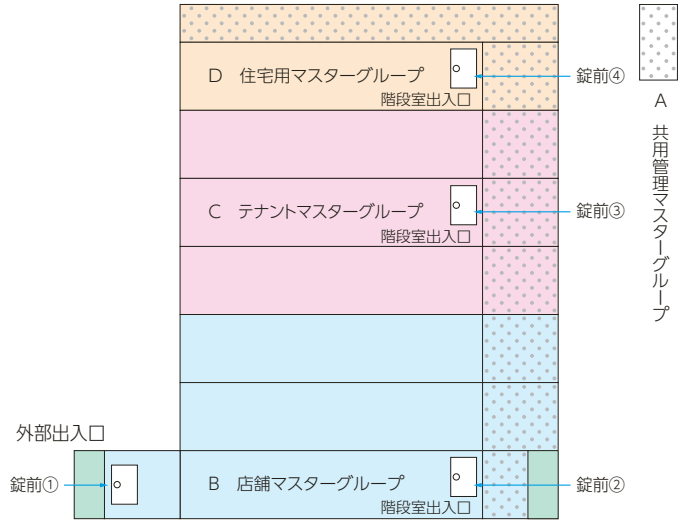 D 住宅用マスターグループ
階段室出入口
錠前④
A 共用管理マスターグループ
C テナントマスターグループ
階段室出入口
錠前③
外部出入口
錠前①
B 店舗マスターグループ
階段室出入口
錠前②